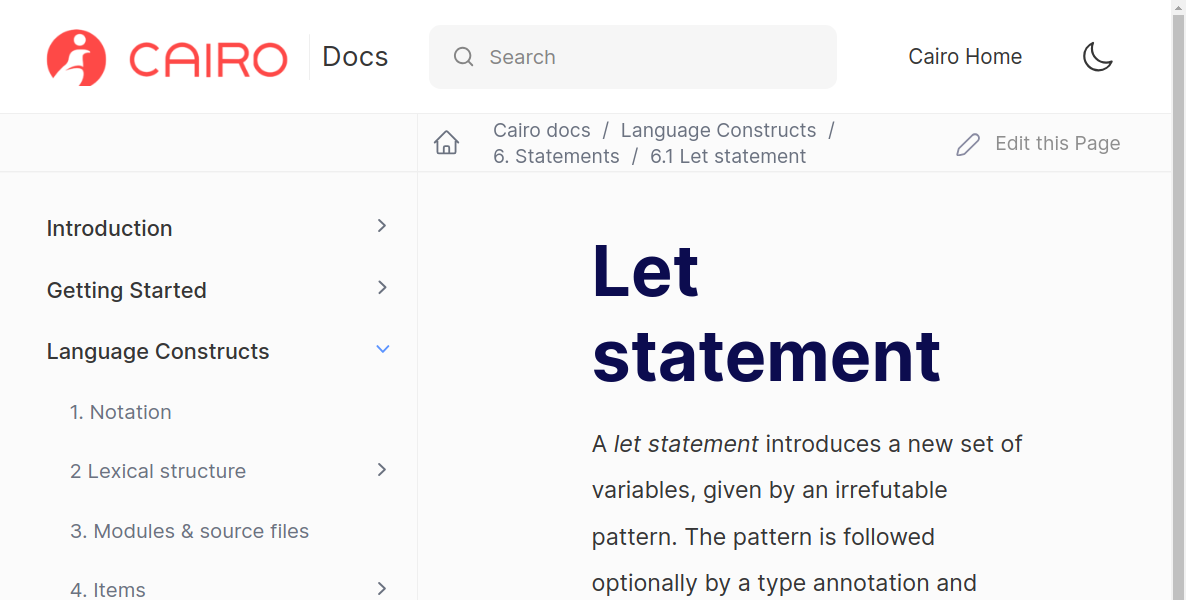 CAIRO Docs
Search
Cairo Home
Cairo docs / Language Constructs /
6. Statements / 6.1 Let statement
Edit this Page
Introduction
Getting Started
Language Constructs
1. Notation
2 Lexical structure
3. Modules & source files
4. Items
Let
statement
A let statement introduces a new set of
variables, given by an irrefutable
pattern. The pattern is followed
optionally by a type annotation and